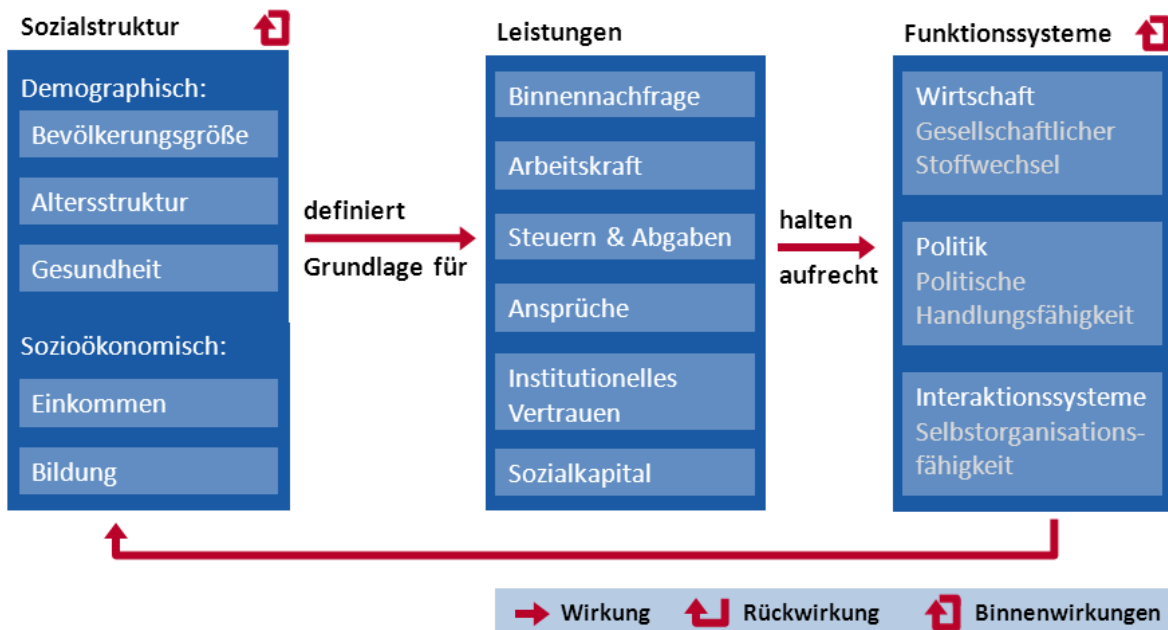 Sozialstruktur
Demographisch:
Bevölkerungsgröße
Altersstruktur
Gesundheit
Sozioökonomisch:
Einkommen
Bildung
definiert
Grundlage für
Leistungen
Binnennachfrage
Arbeitskraft
Steuern & Abgaben
Ansprüche
Institutionelles
Vertrauen
Sozialkapital
halten
aufrecht
Funktionssysteme
Wirtschaft
Gesellschaftlicher
Stoffwechsel
Politik
Politische
Handlungsfähigkeit
Interaktionssysteme
Selbstorganisations-
fähigkeit
Wirkung
Rückwirkung
Binnenwirkungen